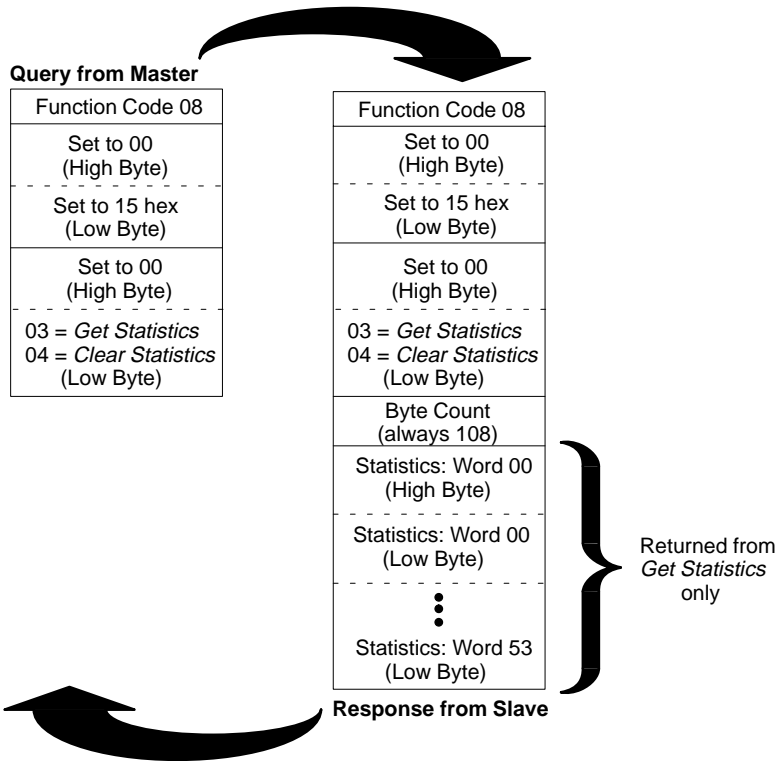 Query from Master
Function Code 08
Set to 00
(High Byte)
Set to 15 hex
(Low Byte)
Set to 00
(High Byte)
03 = Get Statistics
04 = Clear Statistics
(Low Byte)
Function Code 08
Set to 00
(High Byte)
Set to 15 hex
(Low Byte)
Set to 00
(High Byte)
03 = Get Statistics
04 = Clear Statistics
(Low Byte)
Byte Count
(always 108)
Statistics: Word 00
(High Byte)
Statistics: Word 00
(Low Byte)
Statistics: Word 53
(Low Byte)
Returned from
Get Statistics
only
Response from Slave